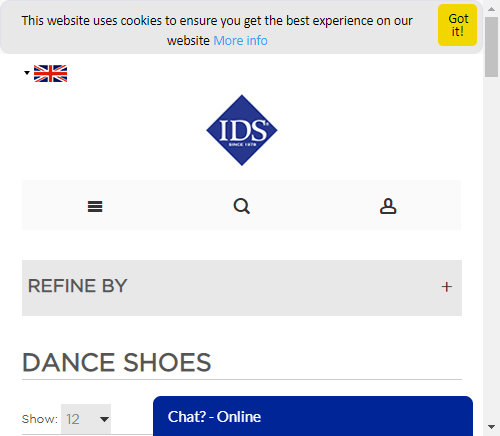 This website uses cookies to ensure you get the best experience on our
website More info
Got
it!
IDS®
SINCE 1978
REFINE BY
+
DANCE SHOES
Show: 12
Chat? - Online